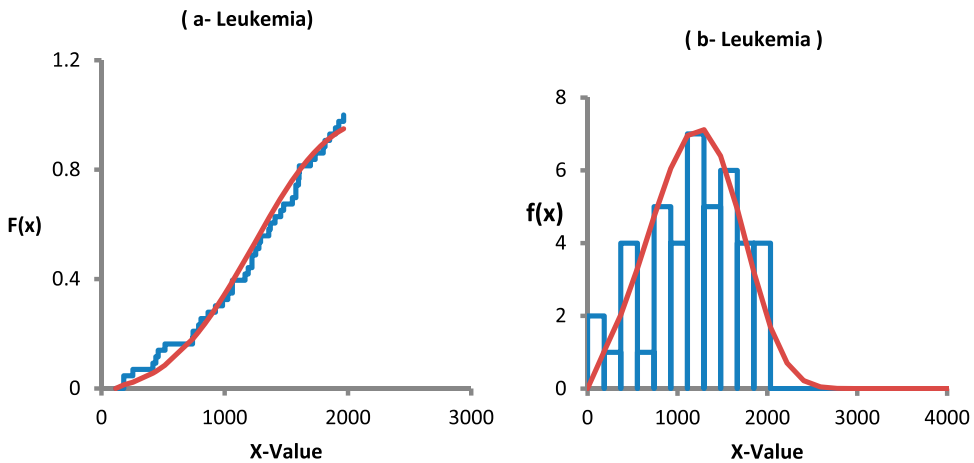 ( a- Leukemia)
1.2
0.8
F(x)
0.4
0
0 1000 2000 3000
X-Value
( b- Leukemia )
8
6
f(x)
4
2
0
0 1000 2000 3000 4000
X-Value